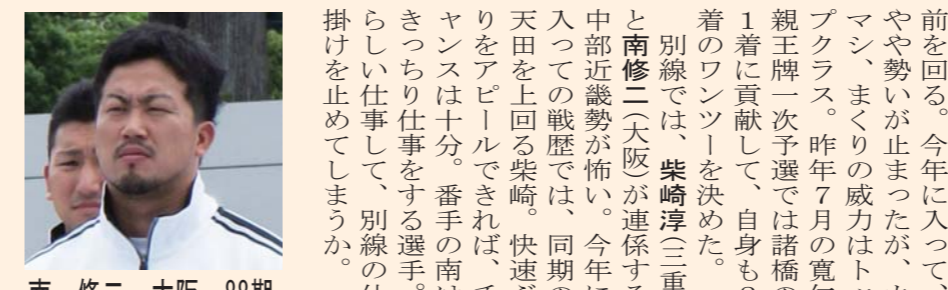 前を回る。今年に入って、
やや勢いが止まったが、
マシ、まくりの威力はト
プクラス。昨年７月の寛仁
親王牌一次予選では諸橋の
１着に貢献して、自身も
着のワンツーを決めた。
別線では、柴崎淳（三重
と南修二（大阪）が連係する
中部近畿勢が怖い。今年に
入っての戦歴では、同期の
天田を上回る柴崎。快速ぶ
りをアピールできれば、チ
ャンスは十分。番手の南は
きっちり仕事をする選手。
らしい仕事して、別線の仕
掛けを止めてしまうか。
南　修二　大阪　88期